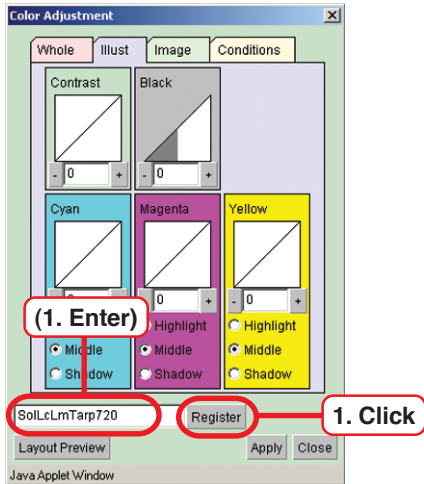 Color Adjustment
Whole Illust Image Conditions
Contrast Black
- 0 + - 0 +
Cyan Magenta Yellow
0 + - 0 +
(1. Enter) Highlight Highlight
Middle Middle Middle
Shadow Shadow Shadow
SolLcLmTarp720 Register 1. Click
Layout Preview Apply Close
Java Applet Window